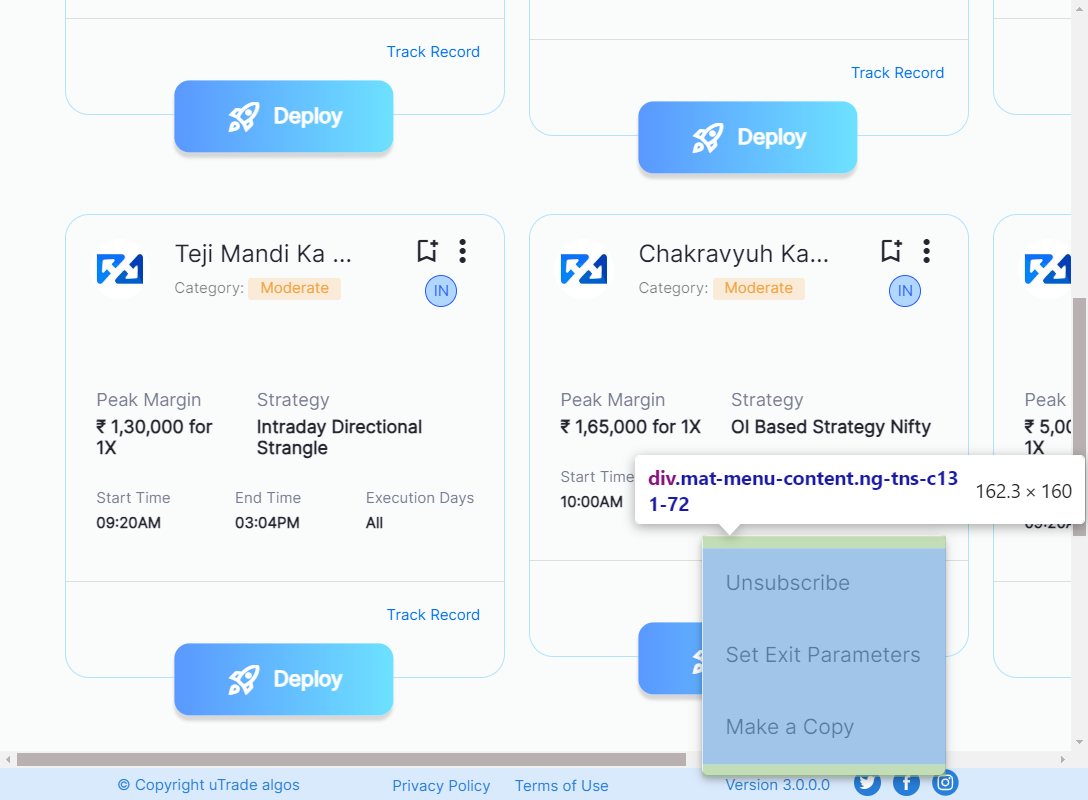 Track Record
Deploy
Track Record
Deploy
Teji Mandi Ka ...
Category: Moderate
IN
Peak Margin
₹ 1,30,000 for
1X
Strategy
Intraday Directional
Strangle
Start Time
09:20AM
End Time
03:04PM
Execution Days
All
Track Record
Deploy
Chakravyuh Ka...
Category: Moderate
IN
Peak Margin
₹ 1,65,000 for 1X
Strategy
OI Based Strategy Nifty
Start Time
10:00AM
Peak
₹ 5,00
1X
div.mat-menu-content.ng-tns-c13
1-72
162.3 × 160
Unsubscribe
Set Exit Parameters
Make a Copy
© Copyright uTrade algos
Privacy Policy
Terms of Use
Version 3.0.0.0